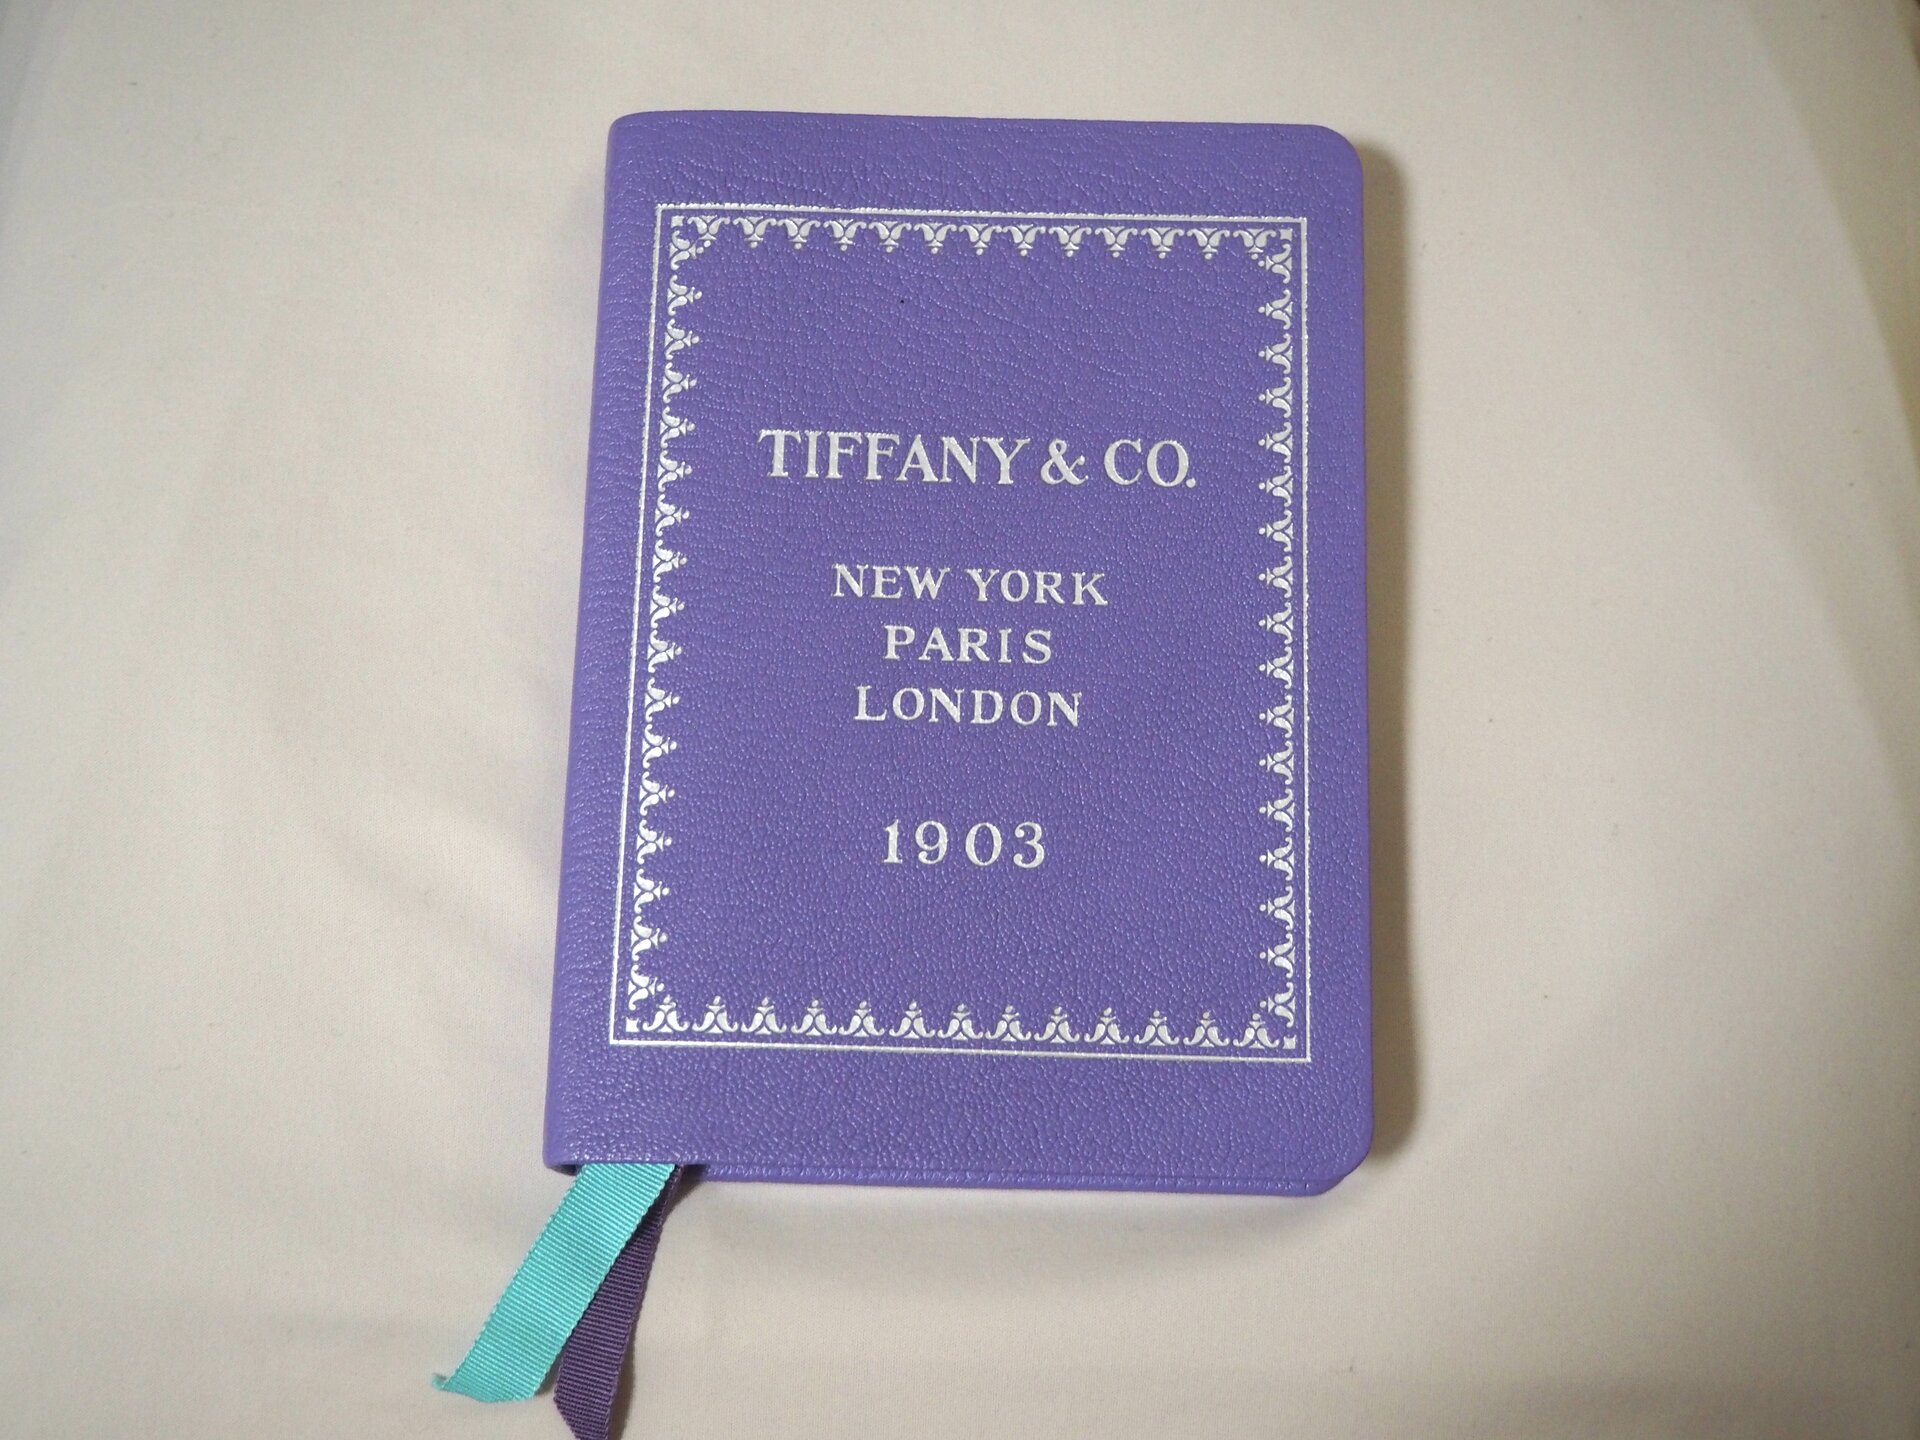 TIFFANY & CO.
NEW YORK
PARIS
LONDON
1903